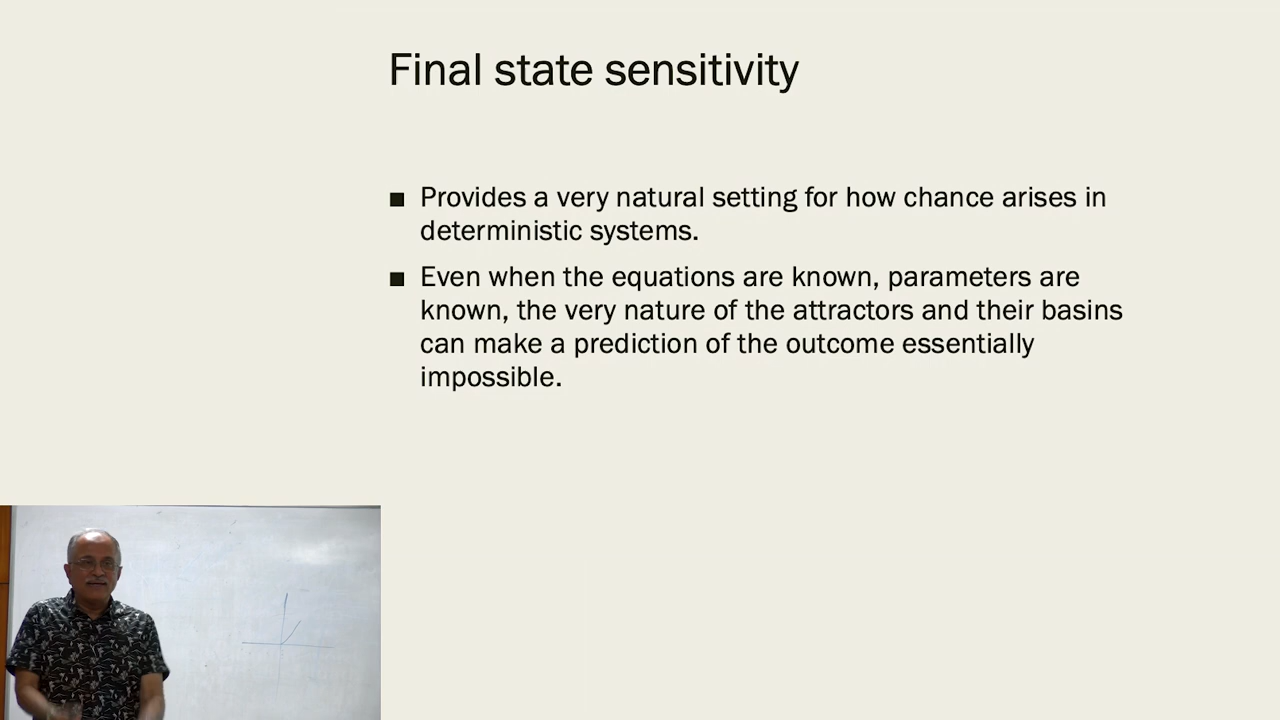 Final state sensitivity
■ Provides a very natural setting for how chance arises in
deterministic systems.
■ Even when the equations are known, parameters are
known, the very nature of the attractors and their basins
can make a prediction of the outcome essentially
impossible.